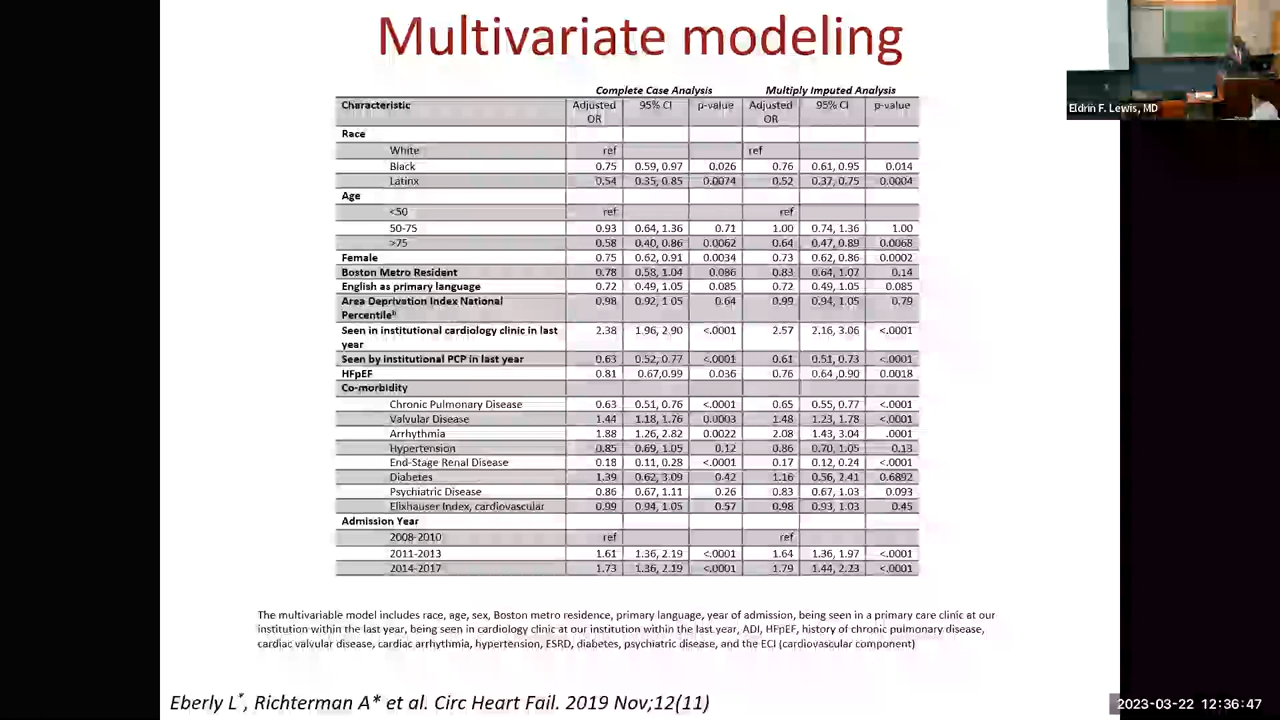 Multivariate modeling
Eldrin F. Lewis, MD
Complete Case Analysis Multiply Imputed Analysis
Characteristic Adjusted OR 95% CI p-value Adjusted OR 95% CI p-value
Race
White ref ref
Black 0.75 0.59, 0.97 0.026 0.76 0.61, 0.95 0.014
Latinx 0.54 0.35, 0.85 0.0074 0.52 0.37, 0.75 0.0004
Age
<50 ref ref
50-75 0.93 0.64, 1.36 0.71 1.00 0.74, 1.36 1.00
>75 0.58 0.40, 0.86 0.0062 0.64 0.47, 0.89 0.0068
Female 0.75 0.62, 0.91 0.0034 0.73 0.62, 0.86 0.0002
Boston Metro Resident 0.78 0.58, 1.04 0.086 0.83 0.64, 1.07 0.14
English as primary language 0.72 0.49, 1.05 0.085 0.72 0.49, 1.05 0.085
Area Deprivation Index National 0.98 0.92, 1.05 0.64 0.99 0.94, 1.05 0.79
Percentile
Seen in institutional cardiology clinic in last 2.38 1.96, 2.90 <.0001 2.57 2.16, 3.06 <.0001
year
Seen by institutional PCP in last year 0.63 0.52, 0.77 <.0001 0.61 0.51, 0.73 <.0001
HFpEF 0.81 0.67,0.99 0.036 0.76 0.64 ,0.90 0.0018
Co-morbidity
Chronic Pulmonary Disease 0.63 0.51, 0.76 <.0001 0.65 0.55, 0.77 <.0001
Valvular Disease 1.44 1.18, 1.76 0.0003 1.48 1.23, 1.78 <.0001
Arrhythmia 1.88 1.26, 2.82 0.0022 2.08 1.43, 3.04 .0001
Hypertension 0.85 0.69, 1.05 0.12 0.86 0.70, 1.05 0.13
End-Stage Renal Disease 0.18 0.11, 0.28 <.0001 0.17 0.12, 0.24 <.0001
Diabetes 1.39 0.62, 3.09 0.42 1.16 0.56, 2.41 0.6892
Psychiatric Disease 0.86 0.67, 1.11 0.26 0.83 0.67, 1.03 0.093
Elixhauser Index, cardiovascular 0.99 0.94, 1.05 0.57 0.98 0.93, 1.03 0.45
Admission Year
2008-2010 ref ref
2011-2013 1.61 1.36, 2.19 <.0001 1.64 1.36, 1.97 <.0001
2014-2017 1.73 1.36, 2.19 <.0001 1.79 1.44, 2.23 <.0001
The multivariable model includes race, age, sex, Boston metro residence, primary language, year of admission, being seen in a primary care clinic at our
institution within the last year, being seen in cardiology clinic at our institution within the last year, ADI, HFpEF, history of chronic pulmonary disease,
cardiac valvular disease, cardiac arrhythmia, hypertension, ESRD, diabetes, psychiatric disease, and the ECI (cardiovascular component)
Eberly L*, Richterman A* et al. Circ Heart Fail. 2019 Nov;12(11)
2023-03-22 12:36:47